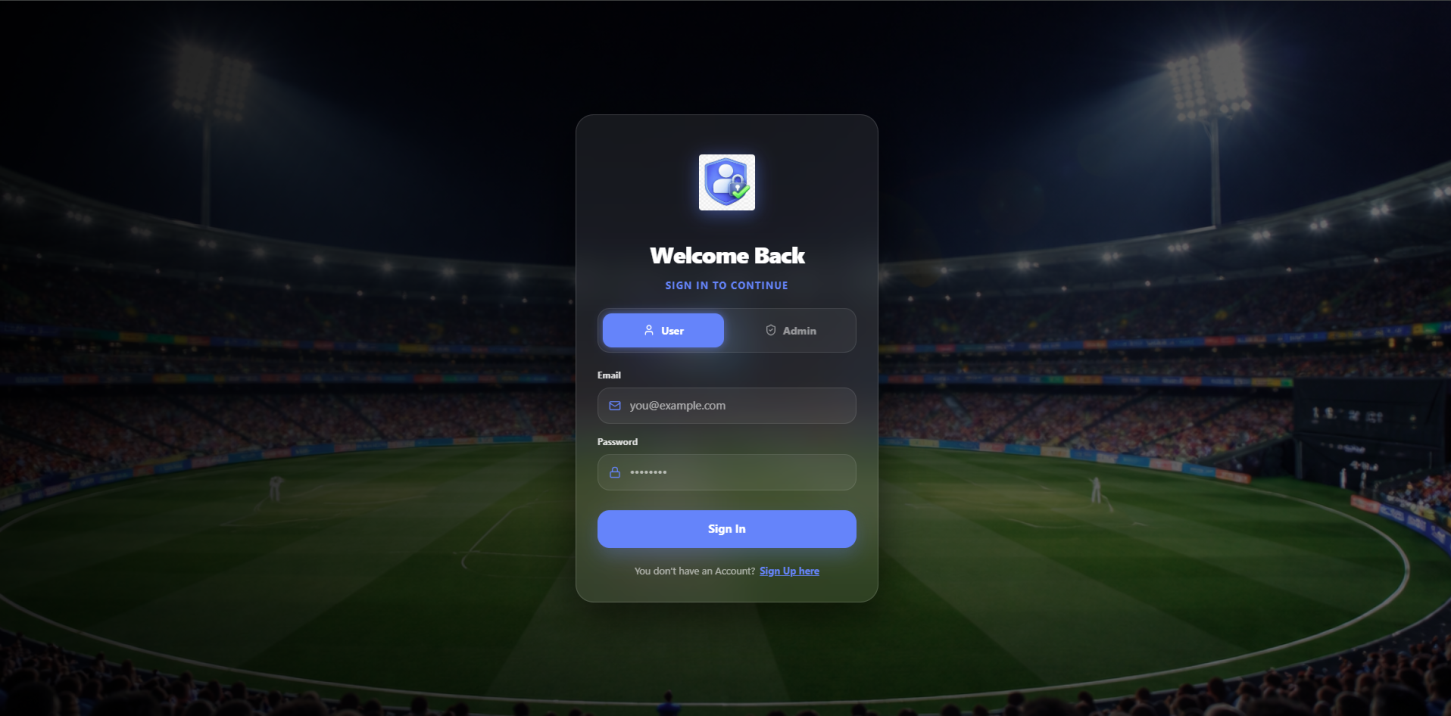 Welcome Back
SIGN IN TO CONTINUE
User
Admin
Email
you@example.com
Password
••••••••
Sign In
You don't have an Account? Sign Up here